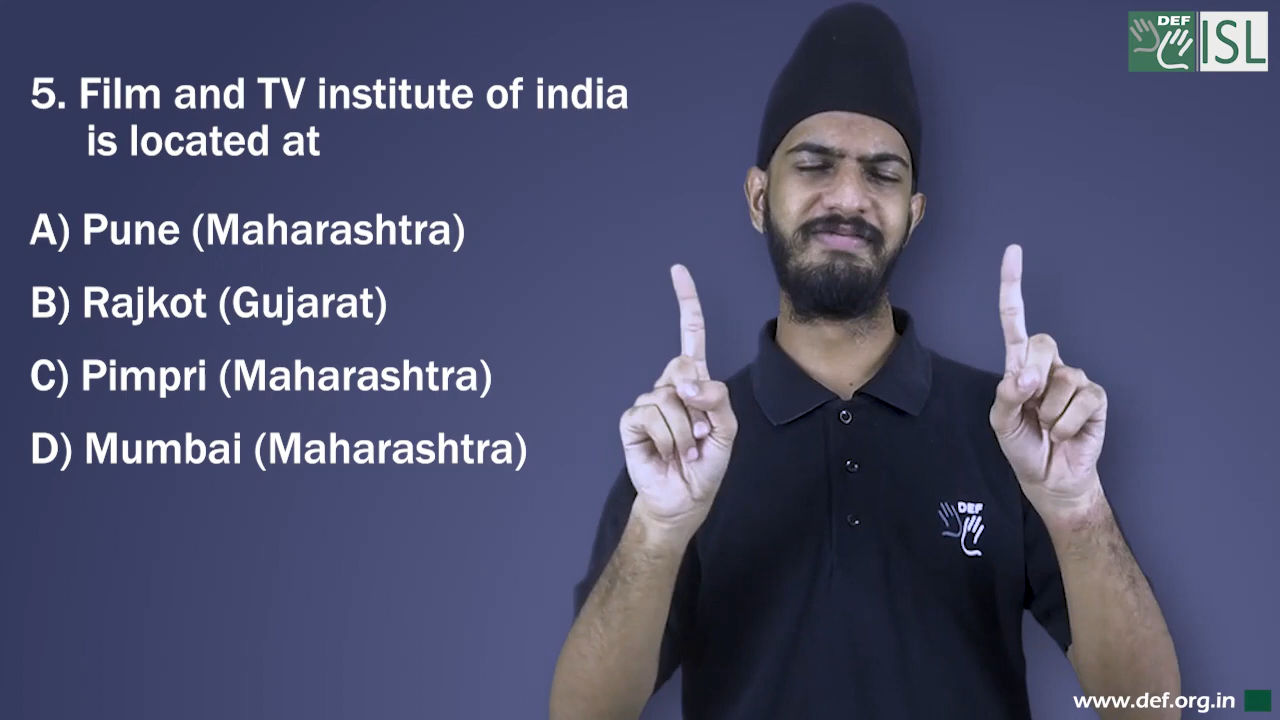 DEF
ISL
5. Film and TV institute of india
is located at
A) Pune (Maharashtra)
B) Rajkot (Gujarat)
C) Pimpri (Maharashtra)
D) Mumbai (Maharashtra)
DEF
www.def.org.in